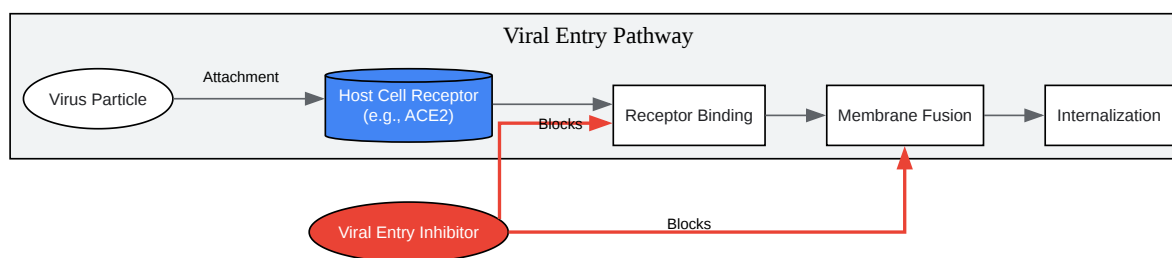 Viral Entry Pathway
Virus Particle
Attachment
Host Cell Receptor
(e.g., ACE2)
Blocks
Receptor Binding
Membrane Fusion
Internalization
Viral Entry Inhibitor
Blocks